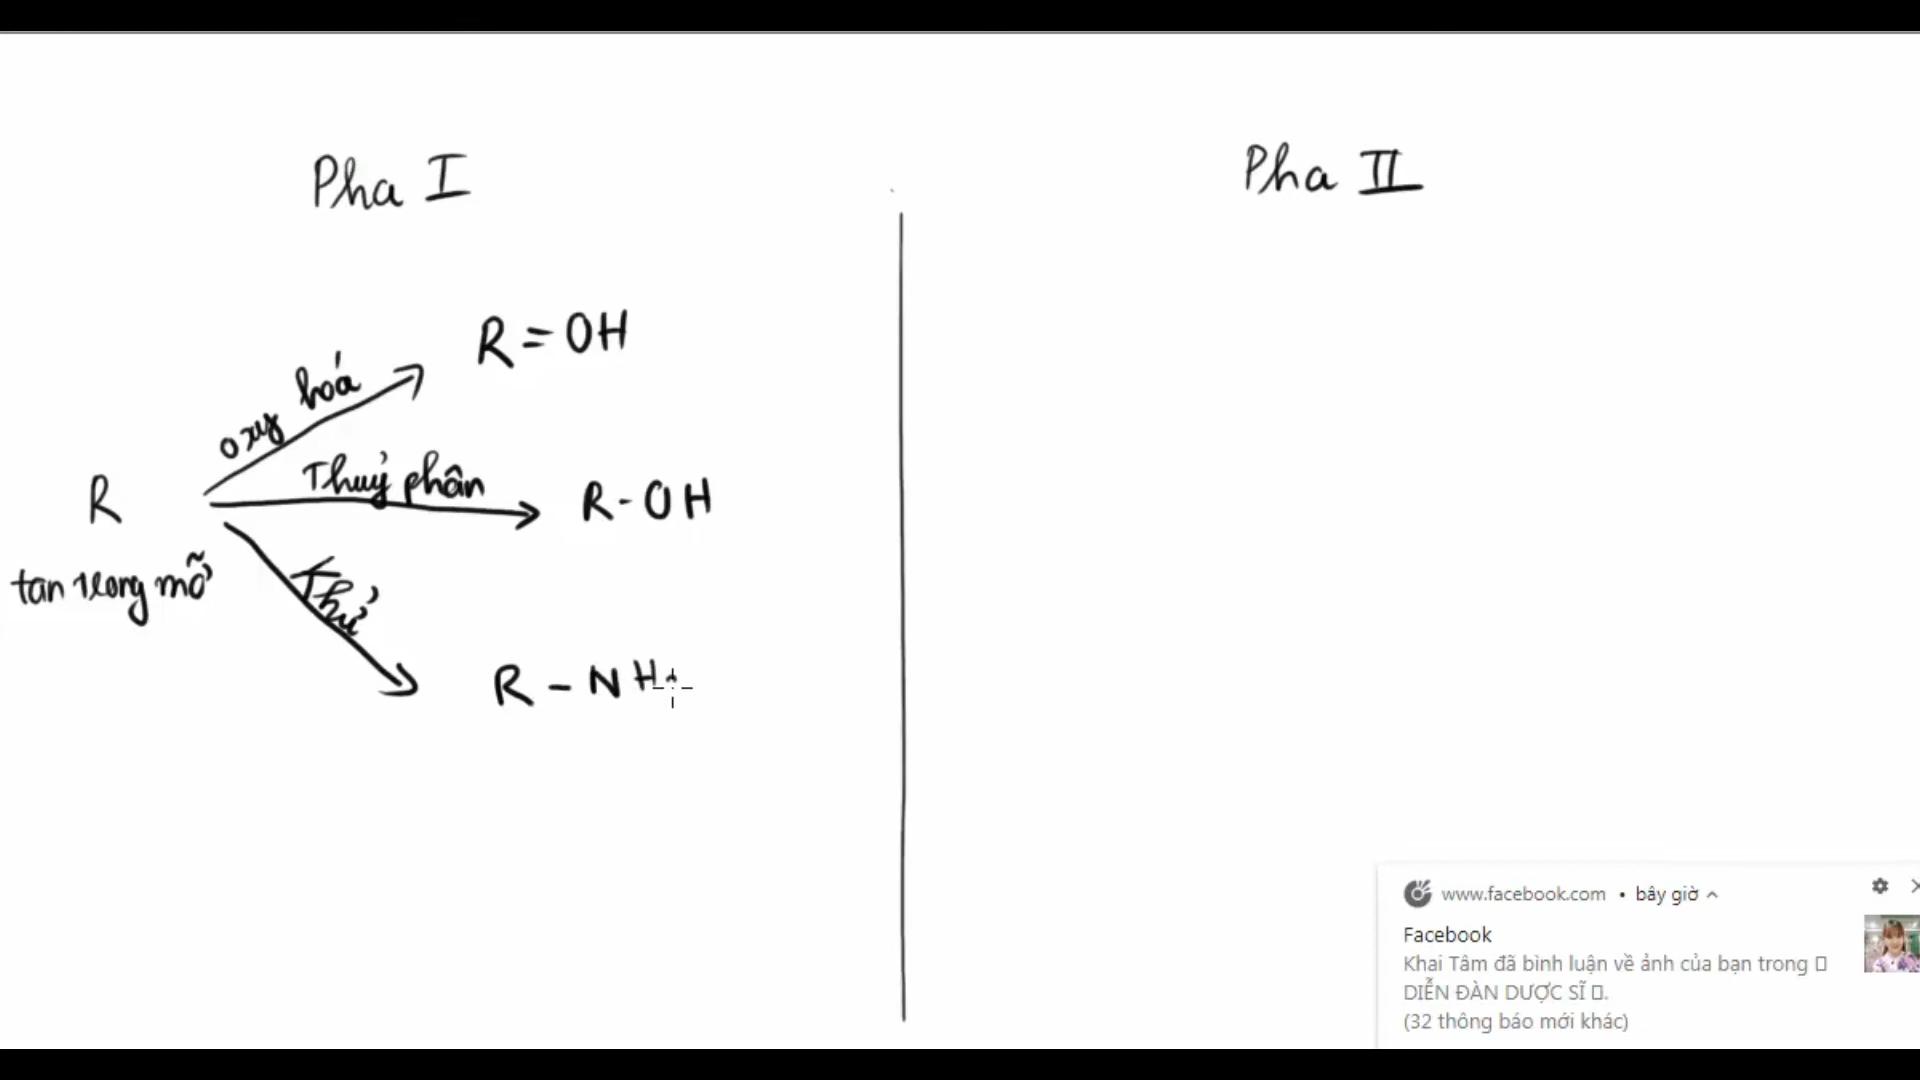 Pha I
Pha II
R = OH
oxy hoá
Thuỷ phân
R - OH
R
tan trong mỡ
Khử
R - NH
www.facebook.com • bây giờ
Facebook
Khai Tâm đã bình luận về ảnh của bạn trong
DIỄN ĐÀN DƯỢC SĨ .
(32 thông báo mới khác)